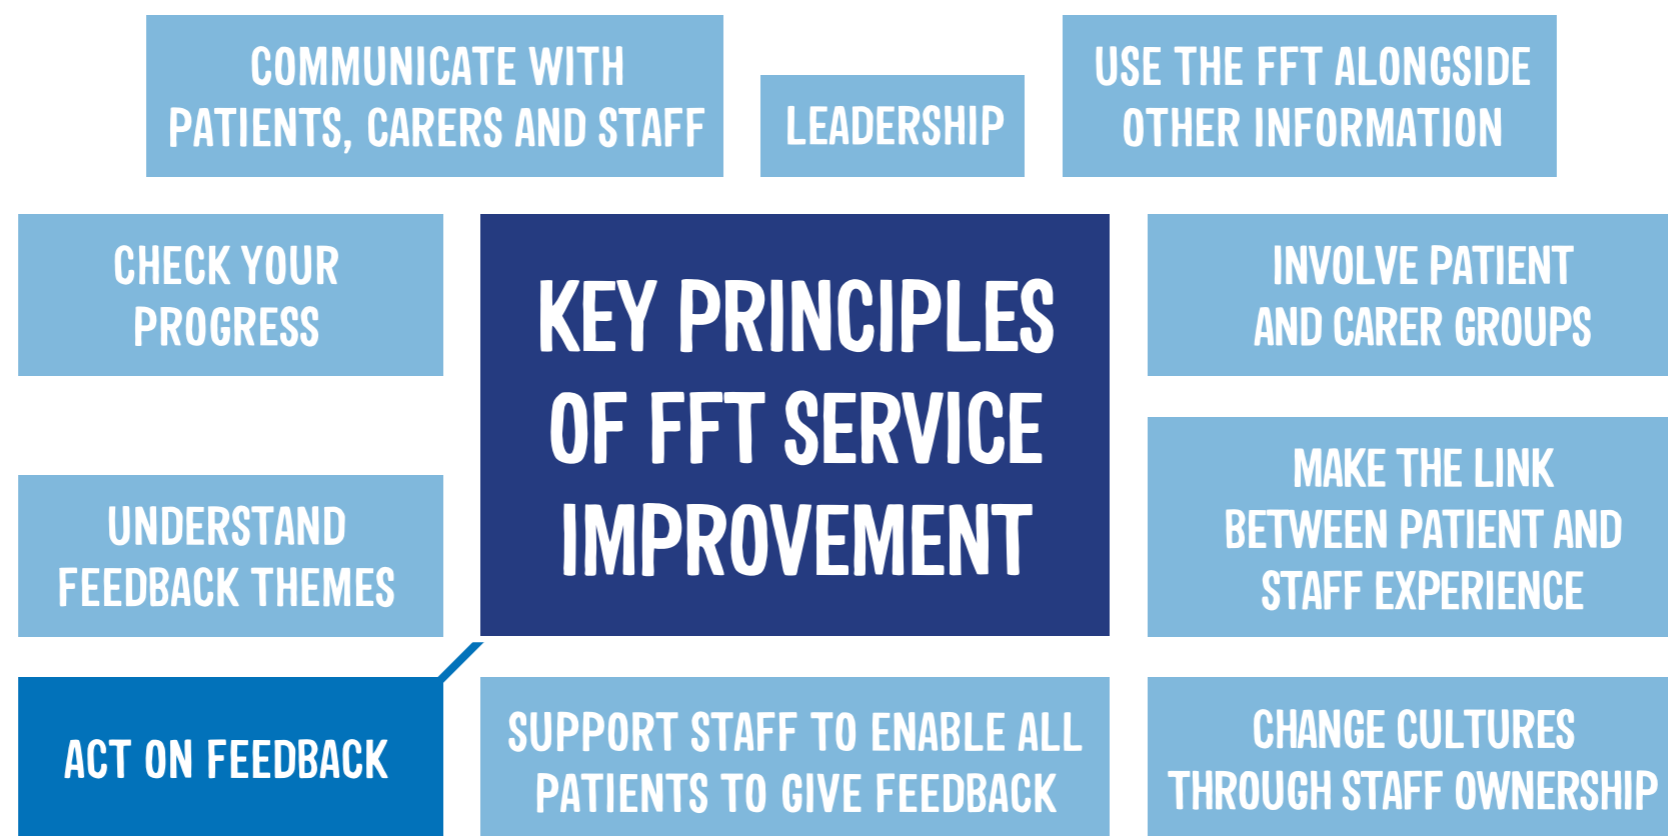 COMMUNICATE WITH
PATIENTS, CARERS AND STAFF
LEADERSHIP
USE THE FFT ALONGSIDE
OTHER INFORMATION
CHECK YOUR
PROGRESS
KEY PRINCIPLES
OF FFT SERVICE
IMPROVEMENT
INVOLVE PATIENT
AND CARER GROUPS
UNDERSTAND
FEEDBACK THEMES
MAKE THE LINK
BETWEEN PATIENT AND
STAFF EXPERIENCE
ACT ON FEEDBACK
SUPPORT STAFF TO ENABLE ALL
PATIENTS TO GIVE FEEDBACK
CHANGE CULTURES
THROUGH STAFF OWNERSHIP